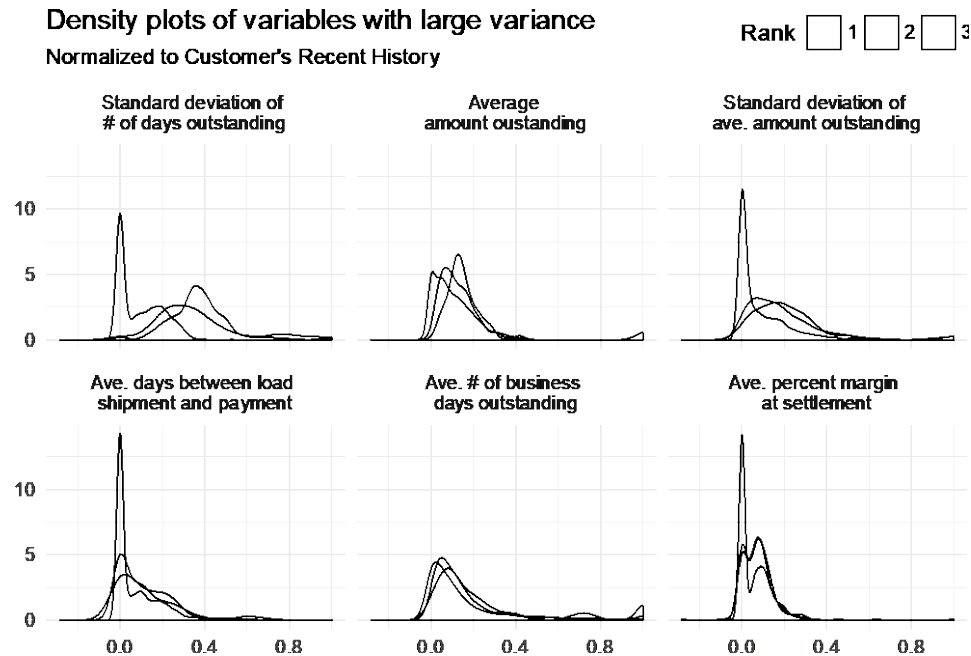 Density plots of variables with large variance
Normalized to Customer's Recent History
Rank 1 2 3
Standard deviation of
# of days outstanding
Average
amount oustanding
Standard deviation of
ave. amount outstanding
10
5
0
Ave. days between load
shipment and payment
Ave. # of business
days outstanding
Ave. percent margin
at settlement
10
5
0
0.0 0.4 0.8 0.0 0.4 0.8 0.0 0.4 0.8